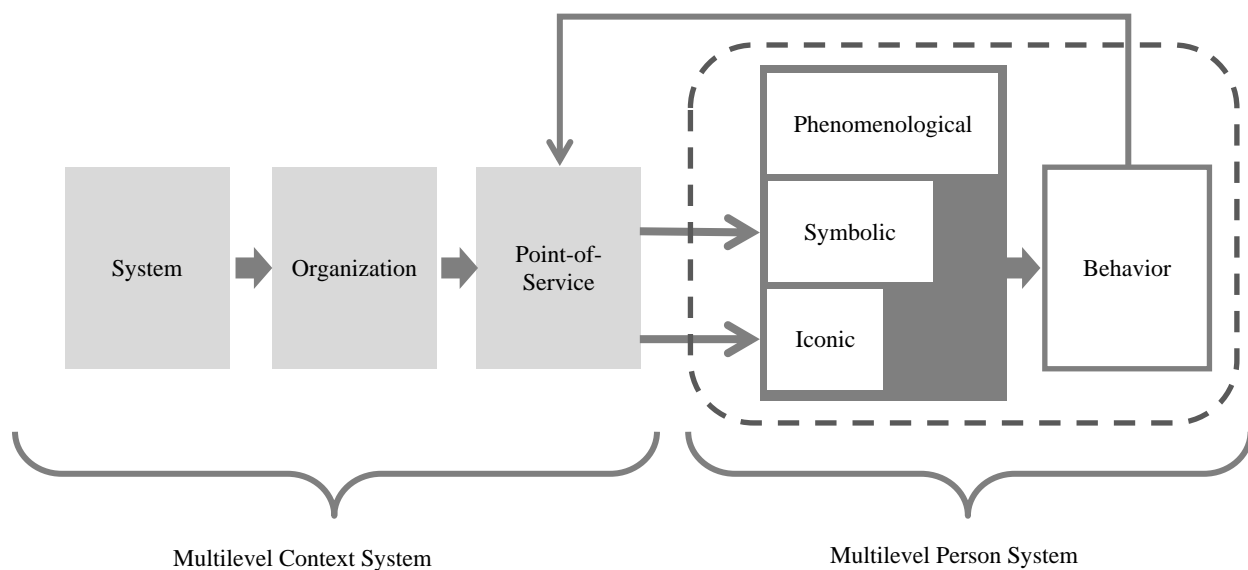 Phenomenological
System
Organization
Point-of-
Service
Symbolic
Iconic
Behavior
Multilevel Context System
Multilevel Person System